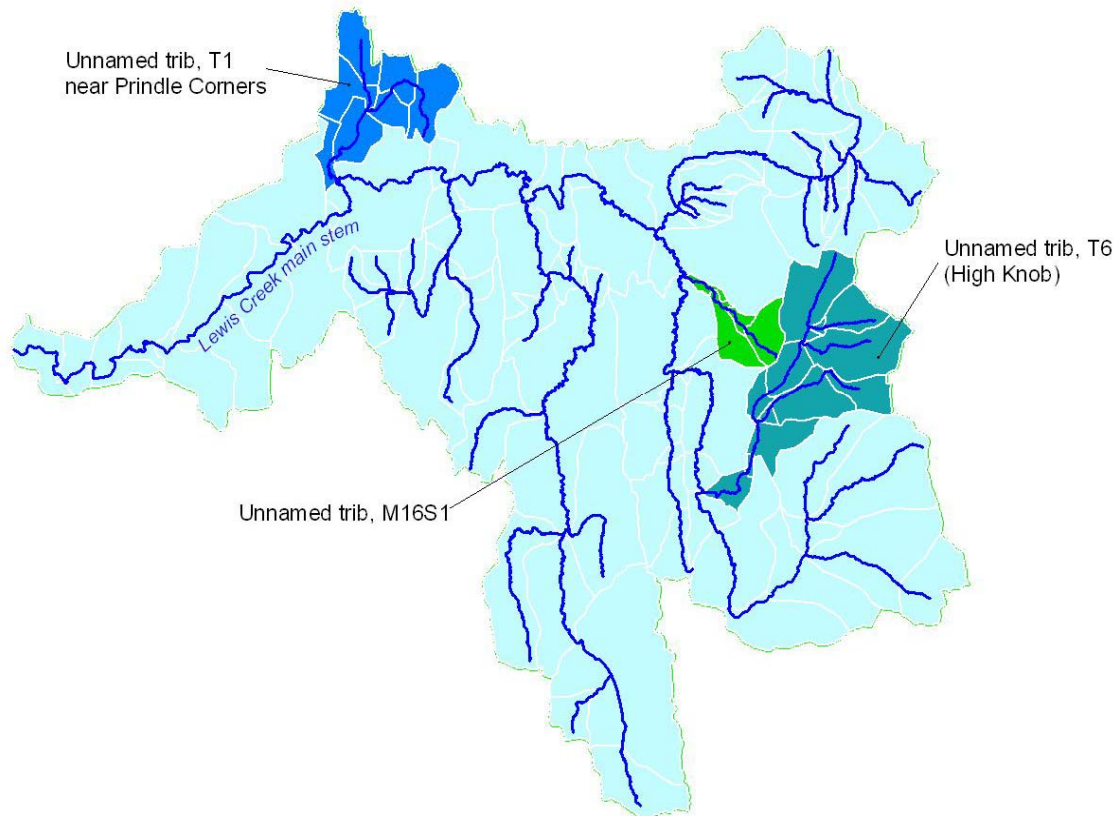 Unnamed trib, T1
near Prindle Corners
Unnamed trib, T6
(High Knob)
Lewis Creek main stem
Unnamed trib, M16S1